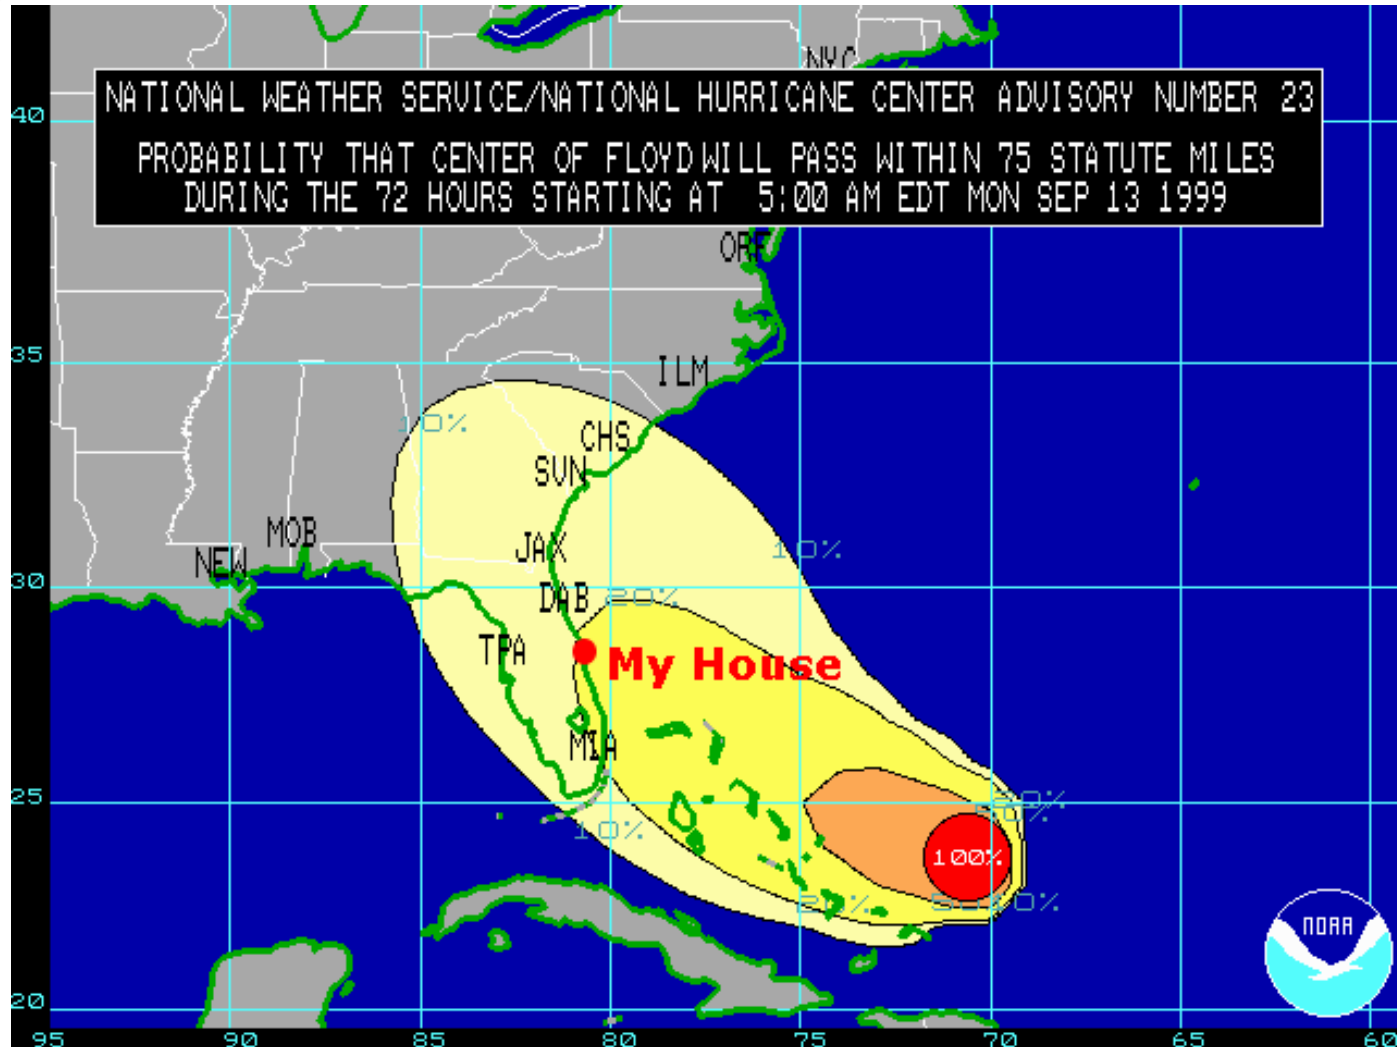 NYC
NATIONAL WEATHER SERVICE/NATIONAL HURRICANE CENTER ADVISORY NUMBER 23
PROBABILITY THAT CENTER OF FLOYD WILL PASS WITHIN 75 STATUTE MILES
DURING THE 72 HOURS STARTING AT 5:00 AM EDT MON SEP 13 1999
40
ORF
35
ILM
10%
CHS
SVN
MOB
JAX
10%
NEW
30
DAB
20%
TPA
My House
MIA
25
10%
100%
20%
10%
NOAA
20
95
90
85
80
75
70
65
60